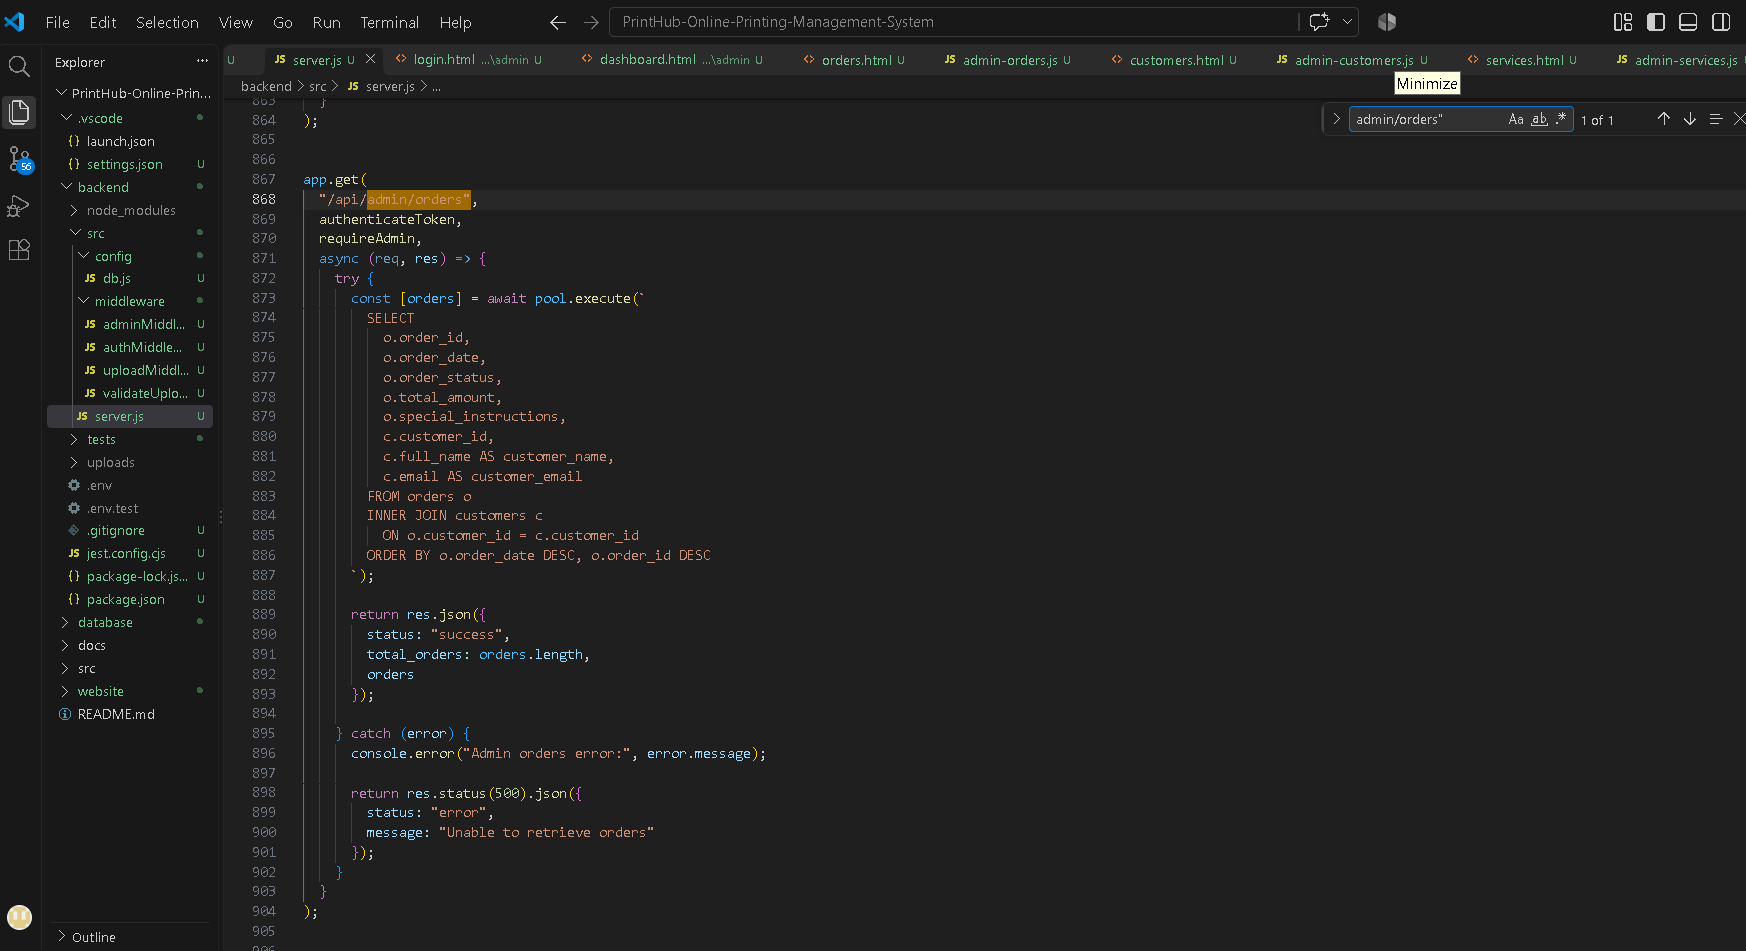 File Edit Selection View Go Run Terminal Help
PrintHub-Online-Printing-Management-System
Explorer
PrintHub-Online-Prin...
.vscode
launch.json
settings.json U
backend
node_modules
src
config
db.js U
middleware
adminMiddl... U
authMiddle... U
uploadMiddl... U
validateUplo... U
server.js U
tests
uploads
.env
.env.test
.gitignore U
jest.config.cjs U
package-lock.js... U
package.json U
database
docs
src
website
README.md
Outline
56
U
JS server.js U
login.html ...\admin U
dashboard.html ...\admin U
orders.html U
JS admin-orders.js U
customers.html U
JS admin-customers.js U
services.html U
JS admin-services.js
Minimize
backend > src > JS server.js > ...
admin/orders" Aa ab .* 1 of 1
863 }
864 );
865
866
867 app.get(
868 "/api/admin/orders",
869 authenticateToken,
870 requireAdmin,
871 async (req, res) => {
872 try {
873 const [orders] = await pool.execute(`
874 SELECT
875 o.order_id,
876 o.order_date,
877 o.order_status,
878 o.total_amount,
879 o.special_instructions,
880 c.customer_id,
881 c.full_name AS customer_name,
882 c.email AS customer_email
883 FROM orders o
884 INNER JOIN customers c
885 ON o.customer_id = c.customer_id
886 ORDER BY o.order_date DESC, o.order_id DESC
887 `);
888
889 return res.json({
890 status: "success",
891 total_orders: orders.length,
892 orders
893 });
894
895 } catch (error) {
896 console.error("Admin orders error:", error.message);
897
898 return res.status(500).json({
899 status: "error",
900 message: "Unable to retrieve orders"
901 });
902 }
903 }
904 );
905
906